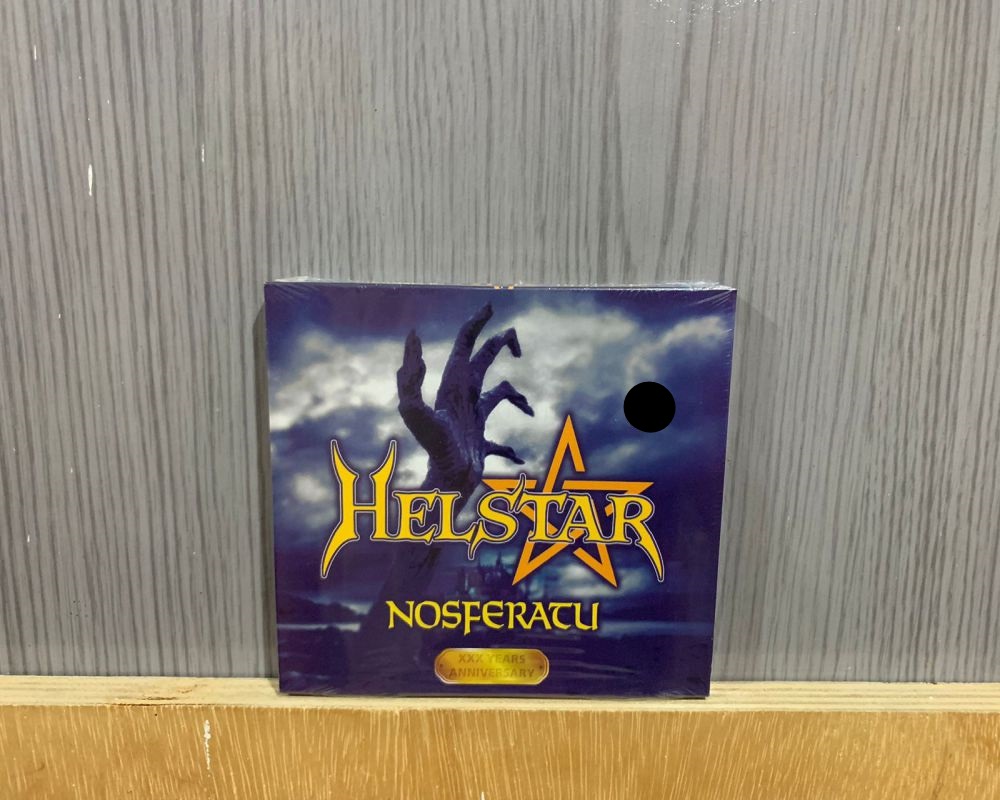 HELSTAR
NOSFERATU
XXX YEARS
ANNIVERSARY